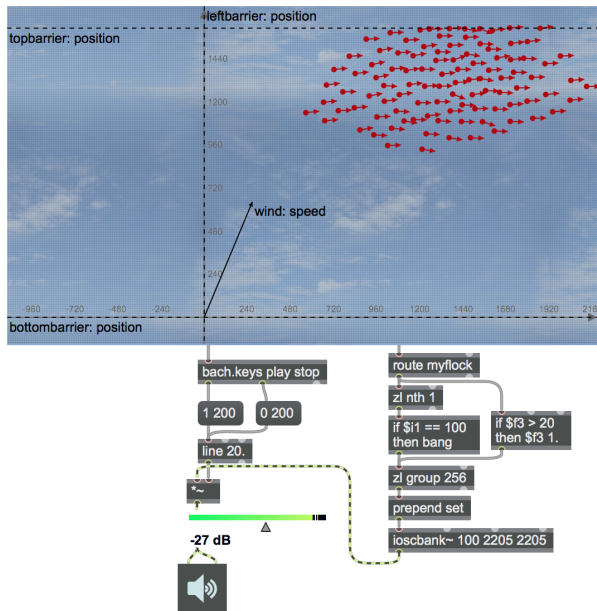 leftbarrier: position
topbarrier: position
1440
1200
960
720
wind: speed
480
240
-960 -720 -480 -240 240 480 720 960 1200 1440 1680 1920 216
bottombarrier: position
bach.keys play stop
route myflock
zl nth 1
1 200
0 200
if $i1 == 100
then bang
if $f3 > 20
then $f3 1.
line 20.
*~
zl group 256
prepend set
-27 dB
ioscbank~ 100 2205 2205